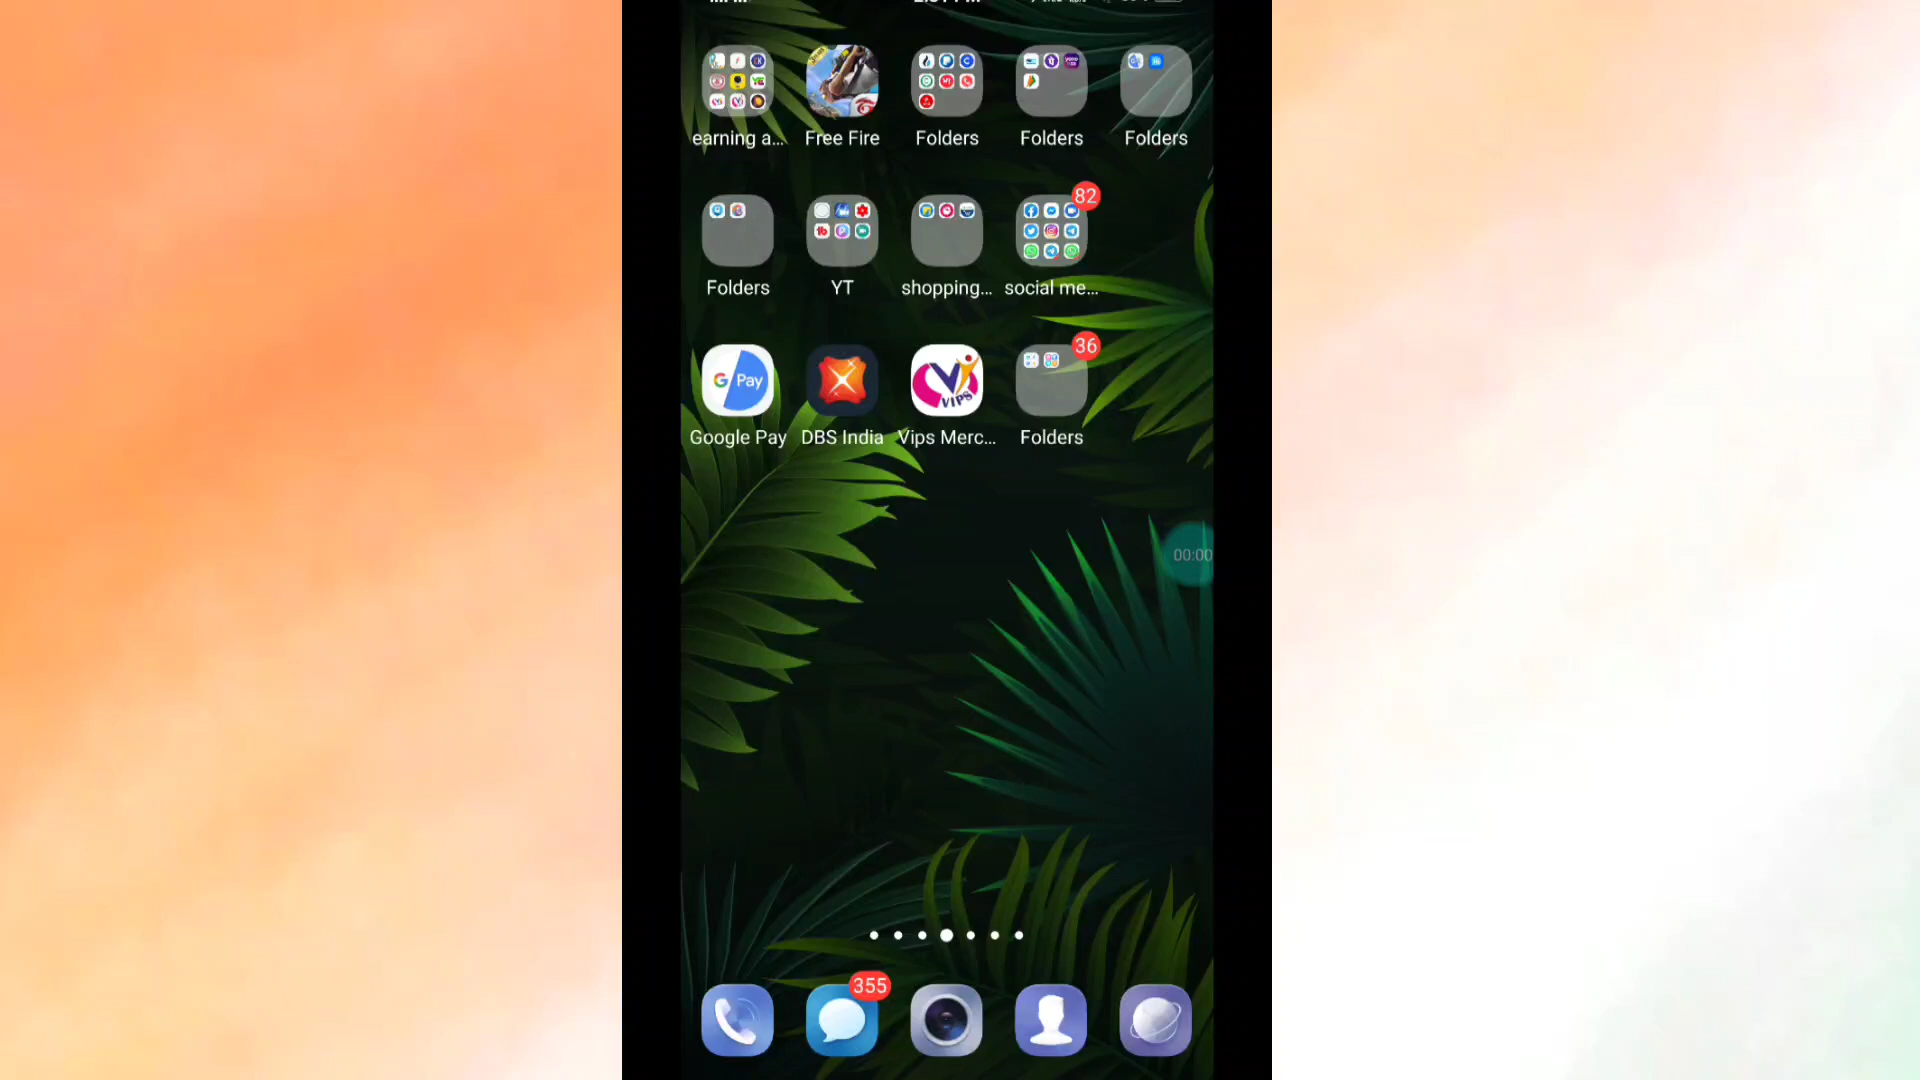 earning a... Free Fire Folders Folders Folders
82
Folders YT shopping... social me...
36
G Pay VIPS
Google Pay DBS India Vips Merc... Folders
00:00
355